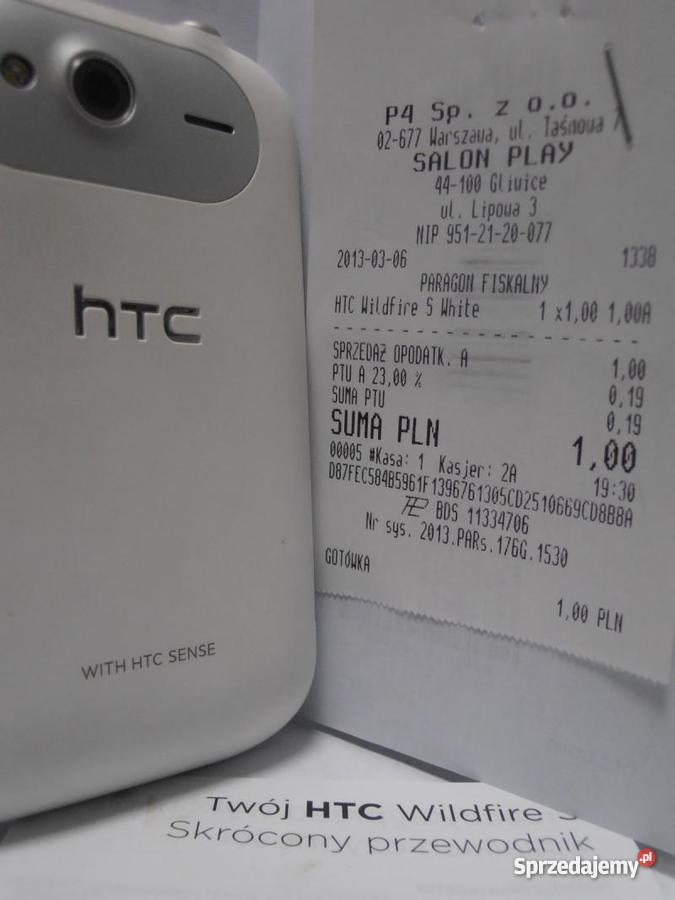 hTC
WITH HTC SENSE
P4 Sp. z o.o.
02-677 Warszawa, ul. Taśmowa 7
SALON PLAY
44-100 Gliwice
ul. Lipowa 3
NIP 951-21-20-077
2013-03-06 1338
PARAGON FISKALNY
HTC Wildfire S White 1 x1,00 1,00A
SPRZEDAŻ OPODATK. A 1,00
PTU A 23,00 % 0,19
SUMA PTU 0,19
SUMA PLN 1,00
00005 #Kasa: 1 Kasjer: 2A 19:30
D87FEC584B5961F1396761305CD2510669CD8B8A
BDS 11334706
Nr sys. 2013.PARs.176G.1530
GOTÓWKA
1,00 PLN
Twój HTC Wildfire S
Skrócony przewodnik
Sprzedajemy.pl